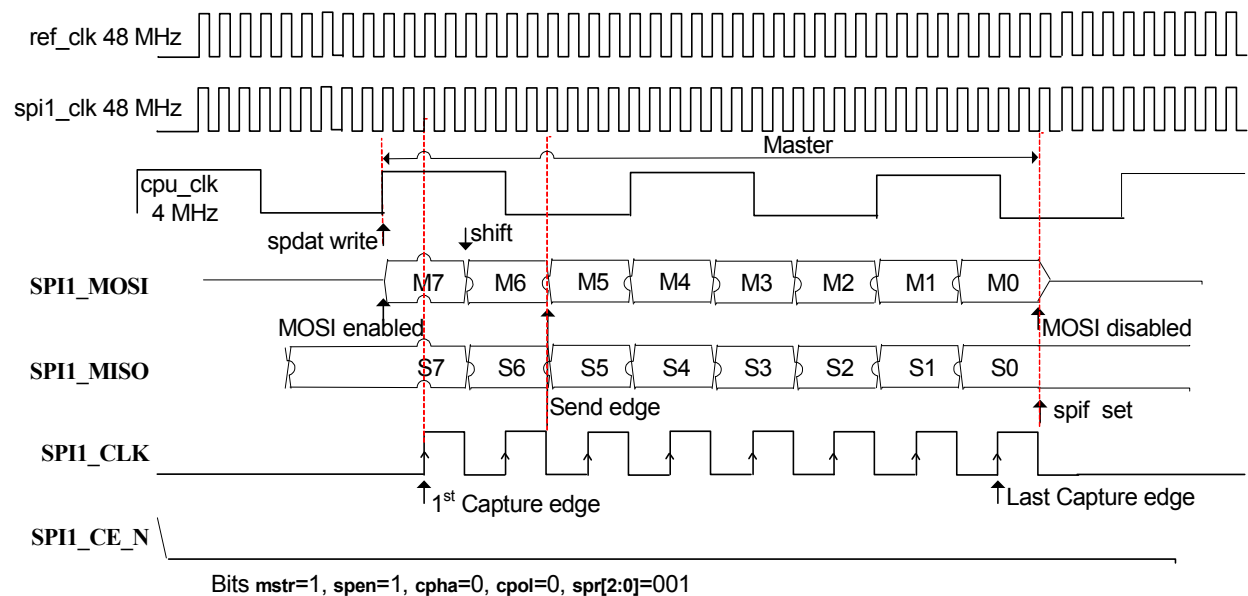 ref_clk 48 MHz
spi1_clk 48 MHz
Master
cpu_clk
4 MHz
spdat write
shift
SPI1_MOSI
M7 M6 M5 M4 M3 M2 M1 M0
MOSI enabled
MOSI disabled
SPI1_MISO
S7 S6 S5 S4 S3 S2 S1 S0
Send edge
spif set
SPI1_CLK
1st Capture edge
Last Capture edge
SPI1_CE_N
Bits mstr=1, spen=1, cpha=0, cpol=0, spr[2:0]=001